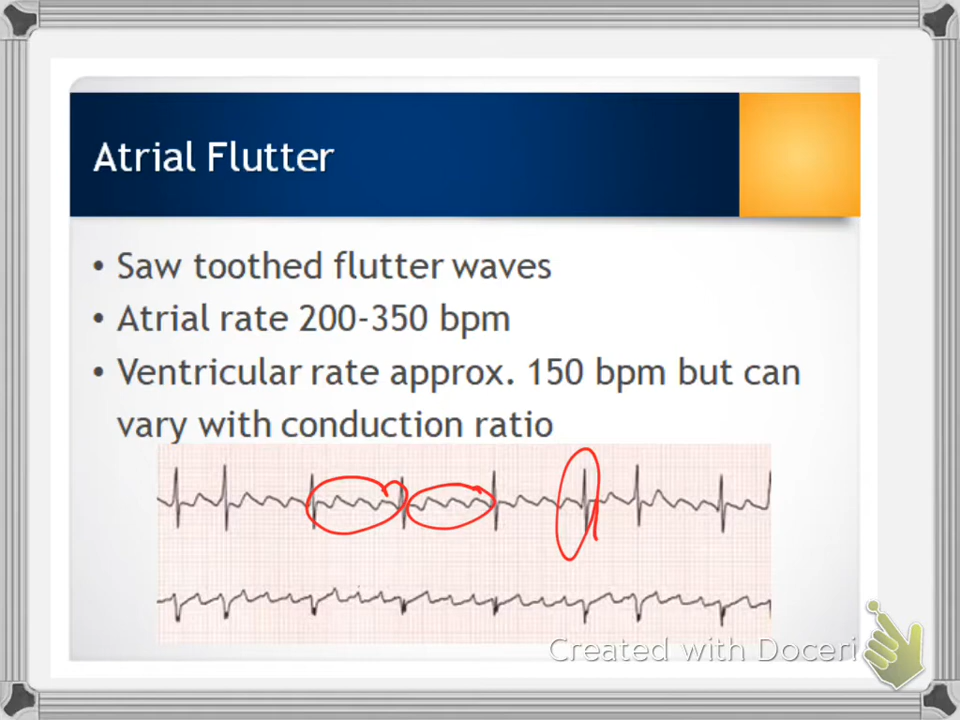 Atrial Flutter
• Saw toothed flutter waves
• Atrial rate 200-350 bpm
• Ventricular rate approx. 150 bpm but can
vary with conduction ratio
Created with Doceri